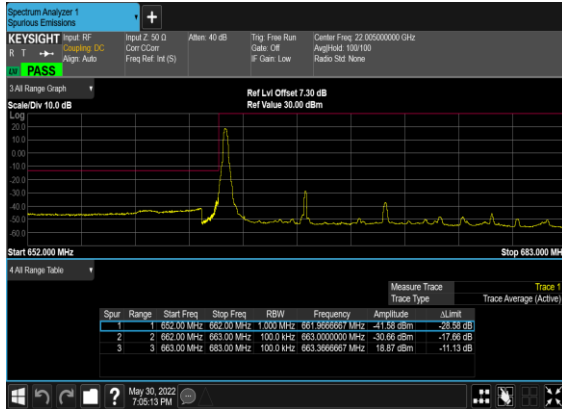 Spectrum Analyzer 1
Spurious Emissions
KEYSIGHT Input: RF Input Z: 50 Ω Atten: 40 dB Trig: Free Run Center Freq: 22.005000000 GHz
R T Coupling: DC Corr CCorr Gate: Off Avg|Hold: 100/100
Align: Auto Freq Ref: Int (S) IF Gain: Low Radio Std: None
PASS
3 All Range Graph
Ref Lvl Offset 7.30 dB
Scale/Div 10.0 dB Ref Value 30.00 dBm
Log
20.0
10.0
0.00
-10.0
-20.0
-30.0
-40.0
-50.0
-60.0
Start 652.000 MHz Stop 683.000 MH
4 All Range Table
Measure Trace Trace 1
Trace Type Trace Average (Active)
Spur Range Start Freq Stop Freq RBW Frequency Amplitude ΔLimit
1 1 652.00 MHz 662.00 MHz 1.000 MHz 661.9666667 MHz -41.58 dBm -28.58 dB
2 2 662.00 MHz 663.00 MHz 100.0 kHz 663.0000000 MHz -30.66 dBm -17.66 dB
3 3 663.00 MHz 683.00 MHz 100.0 kHz 663.3666667 MHz 18.87 dBm -11.13 dB
? May 30, 2022
7:05:13 PM